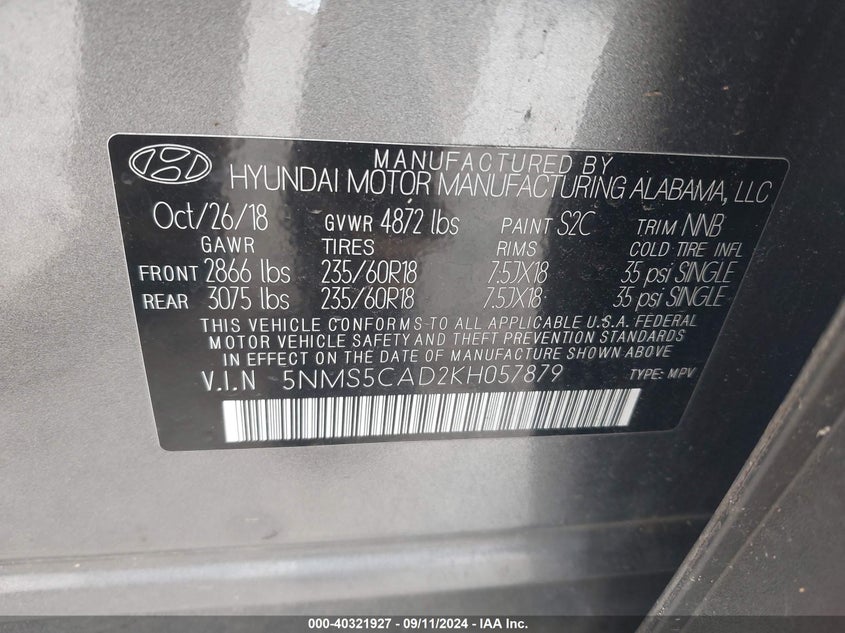 MANUFACTURED BY
HYUNDAI MOTOR MANUFACTURING ALABAMA, LLC
Oct/26/18 GVWR 4872 lbs PAINT S2C TRIM NNB
GAWR TIRES RIMS COLD TIRE INFL
FRONT 2866 lbs 235/60R18 7.5JX18 35 psi SINGLE
REAR 3075 lbs 235/60R18 7.5JX18 35 psi SINGLE
THIS VEHICLE CONFORMS TO ALL APPLICABLE U.S.A. FEDERAL
MOTOR VEHICLE SAFETY AND THEFT PREVENTION STANDARDS
IN EFFECT ON THE DATE OF MANUFACTURE SHOWN ABOVE
V.I.N 5NMS5CAD2KH057879 TYPE: MPV
000-40321927 - 09/11/2024 - IAA Inc.